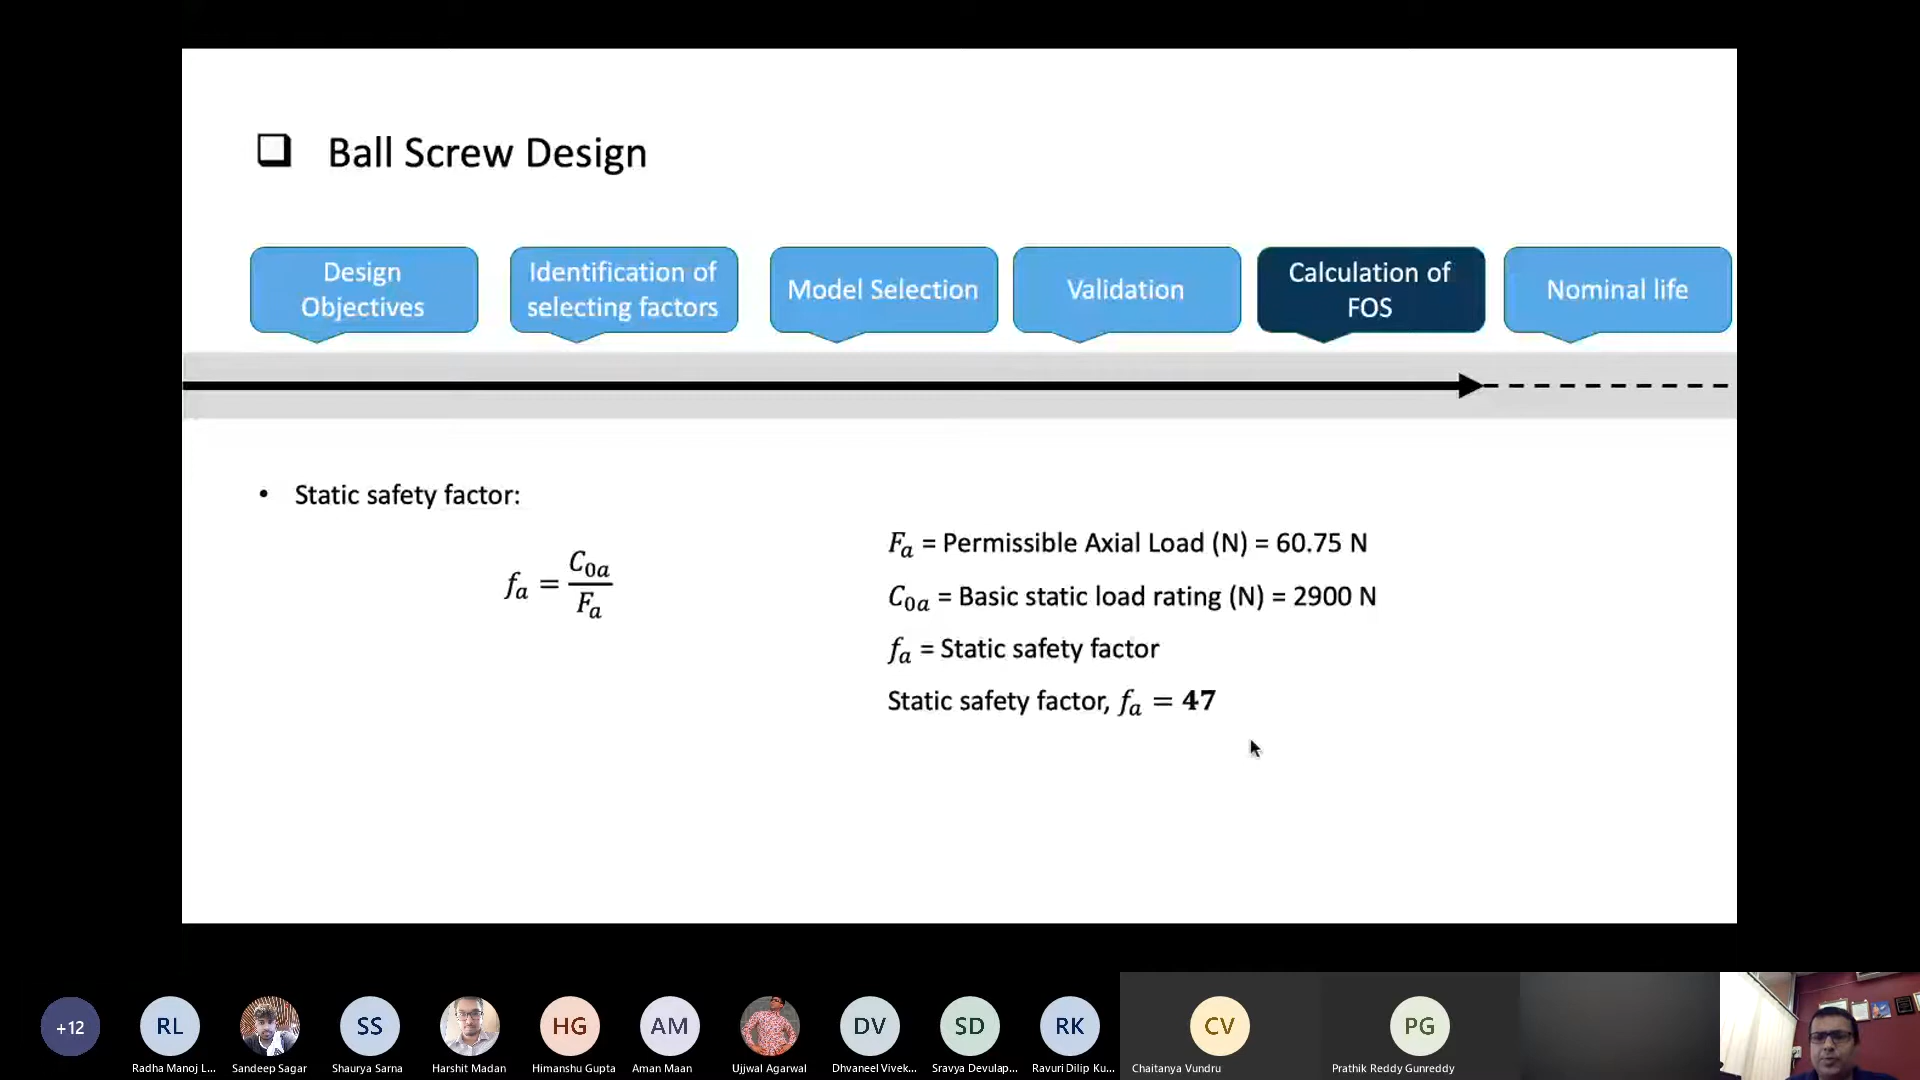 Ball Screw Design
Design
Objectives
Identification of
selecting factors
Model Selection
Validation
Calculation of
FOS
Nominal life
• Static safety factor:
fa = C0a / Fa
Fa = Permissible Axial Load (N) = 60.75 N
C0a = Basic static load rating (N) = 2900 N
fa = Static safety factor
Static safety factor, fa = 47
+12
RL
SS
HG
AM
DV
SD
RK
CV
PG
Radha Manoj L...
Sandeep Sagar
Shaurya Sarna
Harshit Madan
Himanshu Gupta
Aman Maan
Ujjwal Agarwal
Dhvaneel Vivek...
Sravya Devulap...
Ravuri Dilip Ku...
Chaitanya Vundru
Prathik Reddy Gunreddy